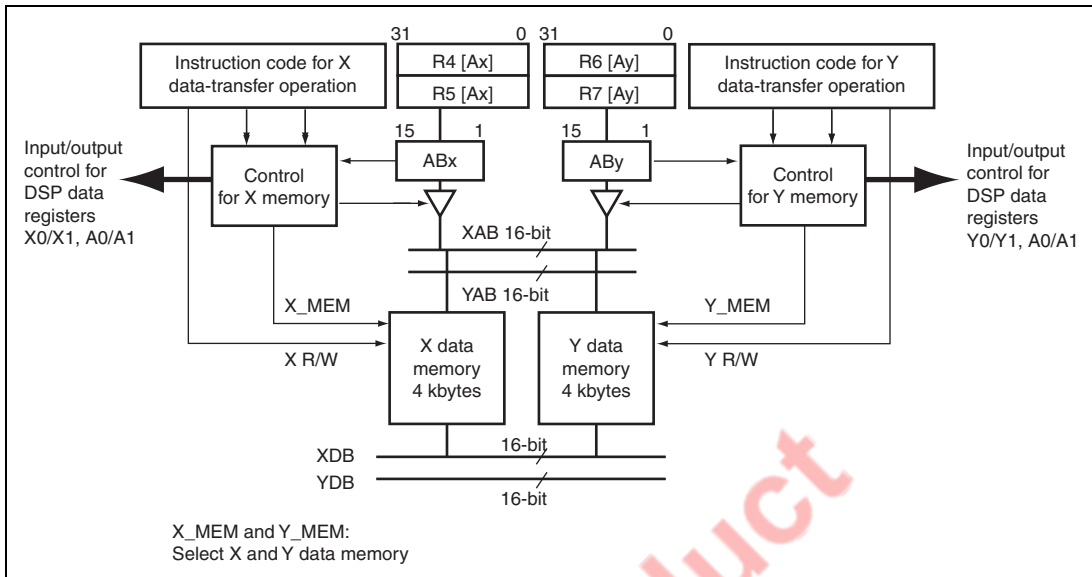 31 0 31 0
Instruction code for X
data-transfer operation
R4 [Ax]
R5 [Ax]
R6 [Ay]
R7 [Ay]
Instruction code for Y
data-transfer operation
15 1 15 1
Input/output
control for
DSP data
registers
X0/X1, A0/A1
Control
for X memory
ABx
ABy
Control
for Y memory
Input/output
control for
DSP data
registers
Y0/Y1, A0/A1
XAB 16-bit
YAB 16-bit
X_MEM
Y_MEM
X R/W
X data
memory
4 kbytes
Y data
memory
4 kbytes
Y R/W
XDB
16-bit
YDB
16-bit
X_MEM and Y_MEM:
Select X and Y data memory
duct